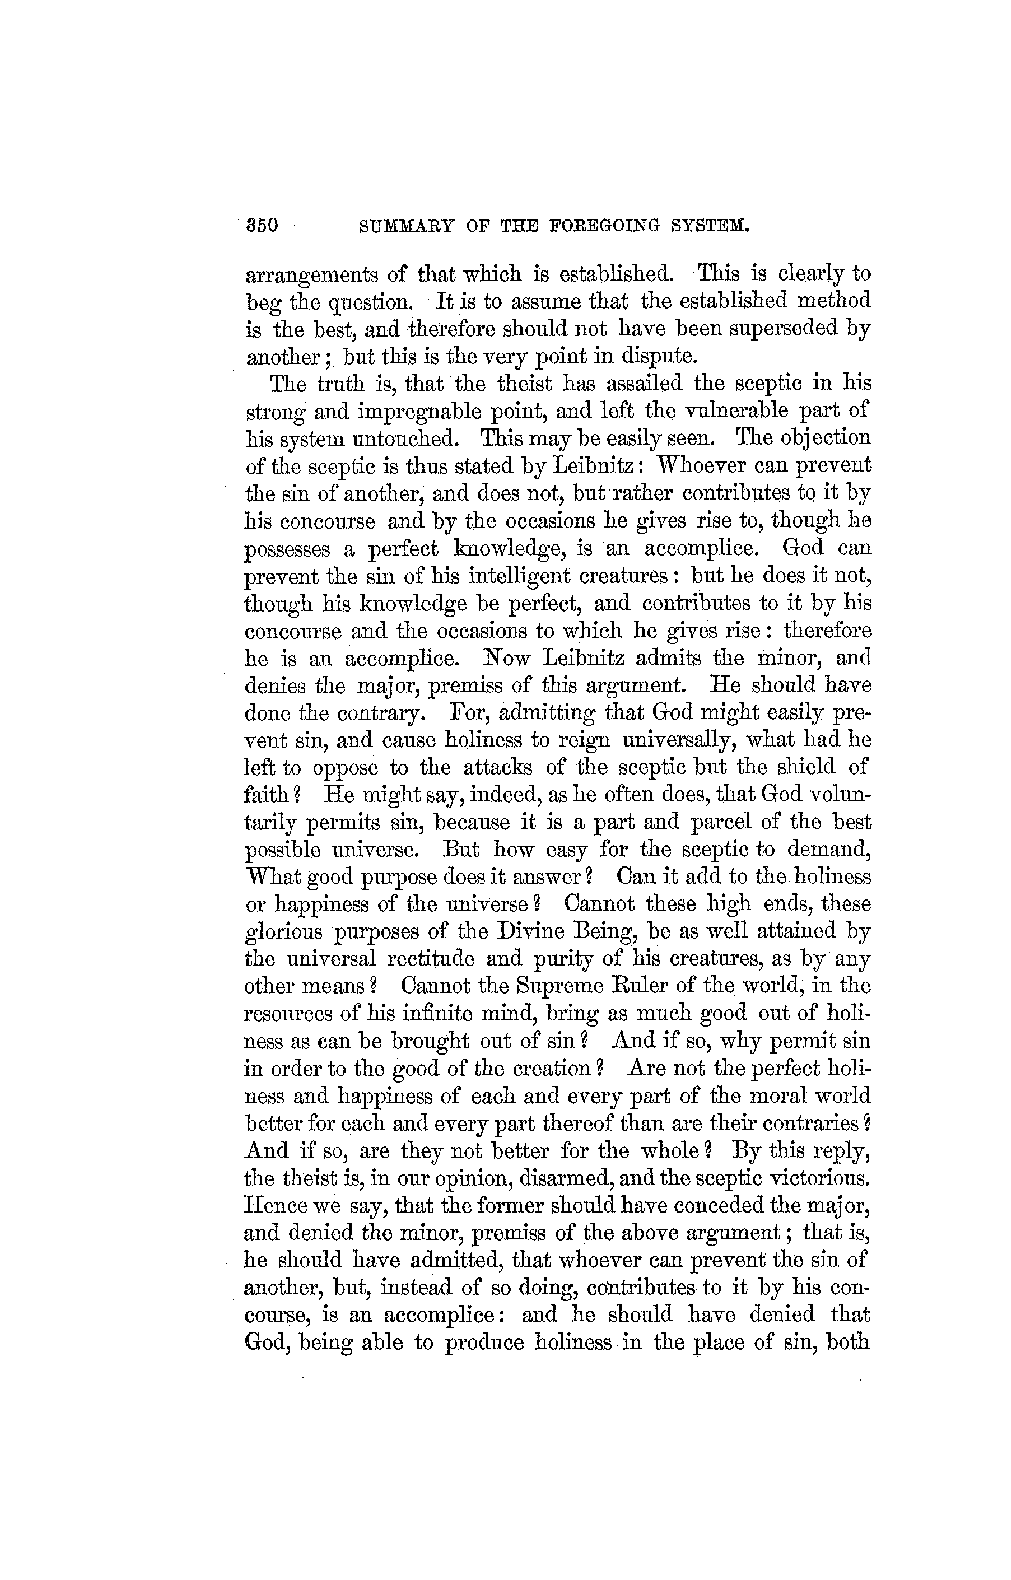 350 SUMMARY OF THE FOREGOING SYSTEM.
arrangements of that which is established. This is clearly to
beg the question. It is to assume that the established method
is the best, and therefore should not have been superseded by
another; but this is the very point in dispute.
The truth is, that the theist has assailed the sceptic in his
strong and impregnable point, and left the vulnerable part of
his system untouched. This may be easily seen. The objection
of the sceptic is thus stated by Leibnitz: Whoever can prevent
the sin of another, and does not, but rather contributes to it by
his concourse and by the occasions he gives rise to, though he
possesses a perfect knowledge, is an accomplice. God can
prevent the sin of his intelligent creatures: but he does it not,
though his knowledge be perfect, and contributes to it by his
concourse and the occasions to which he gives rise: therefore
he is an accomplice. Now Leibnitz admits the minor, and
denies the major, premiss of this argument. He should have
done the contrary. For, admitting that God might easily pre-
vent sin, and cause holiness to reign universally, what had he
left to oppose to the attacks of the sceptic but the shield of
faith? He might say, indeed, as he often does, that God volun-
tarily permits sin, because it is a part and parcel of the best
possible universe. But how easy for the sceptic to demand,
What good purpose does it answer? Can it add to the holiness
or happiness of the universe? Cannot these high ends, these
glorious purposes of the Divine Being, be as well attained by
the universal rectitude and purity of his creatures, as by any
other means? Cannot the Supreme Ruler of the world, in the
resources of his infinite mind, bring as much good out of holi-
ness as can be brought out of sin? And if so, why permit sin
in order to the good of the creation? Are not the perfect holi-
ness and happiness of each and every part of the moral world
better for each and every part thereof than are their contraries?
And if so, are they not better for the whole? By this reply,
the theist is, in our opinion, disarmed, and the sceptic victorious.
Hence we say, that the former should have conceded the major,
and denied the minor, premiss of the above argument; that is,
he should have admitted, that whoever can prevent the sin of
another, but, instead of so doing, contributes to it by his con-
course, is an accomplice: and he should have denied that
God, being able to produce holiness in the place of sin, both